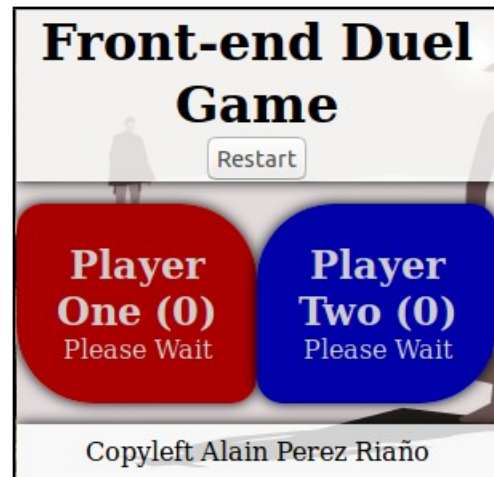 Front-end Duel
Game
Restart
Player
One (0)
Please Wait
Player
Two (0)
Please Wait
Copyleft Alain Perez Riaño